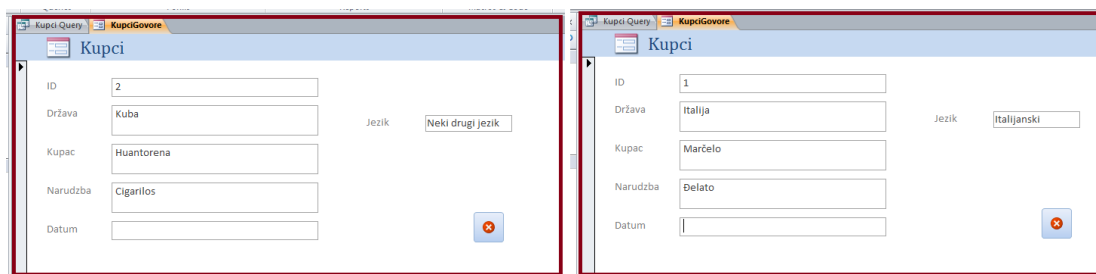 Kupci Query
KupciGovore
Kupci
ID
2
Država
Kuba
Jezik
Neki drugi jezik
Kupac
Huantorena
Narudzba
Cigarilos
Datum
Kupci Query
KupciGovore
Kupci
ID
1
Država
Italija
Jezik
Italijanski
Kupac
Marčelo
Narudzba
Đelato
Datum